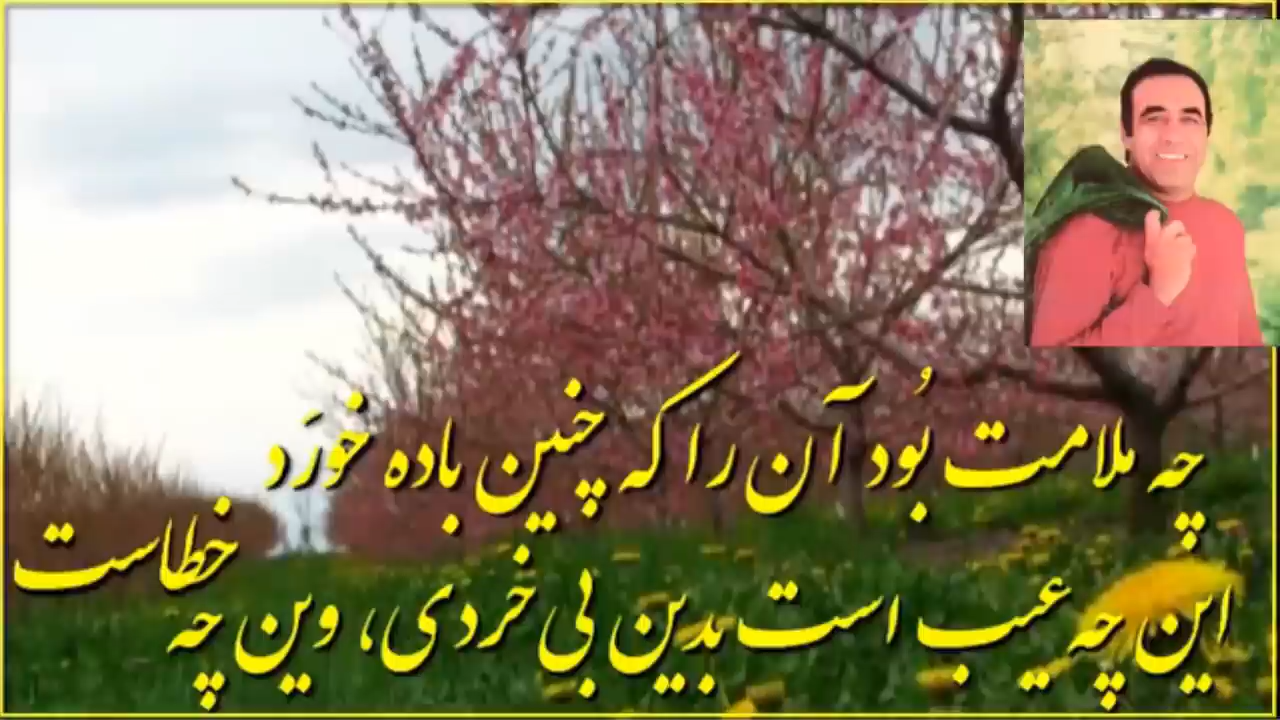 چه ملامت بُود آن را که چنین باده خورَد
این چه عیب است بدین بی خردی، وین چه خطاست